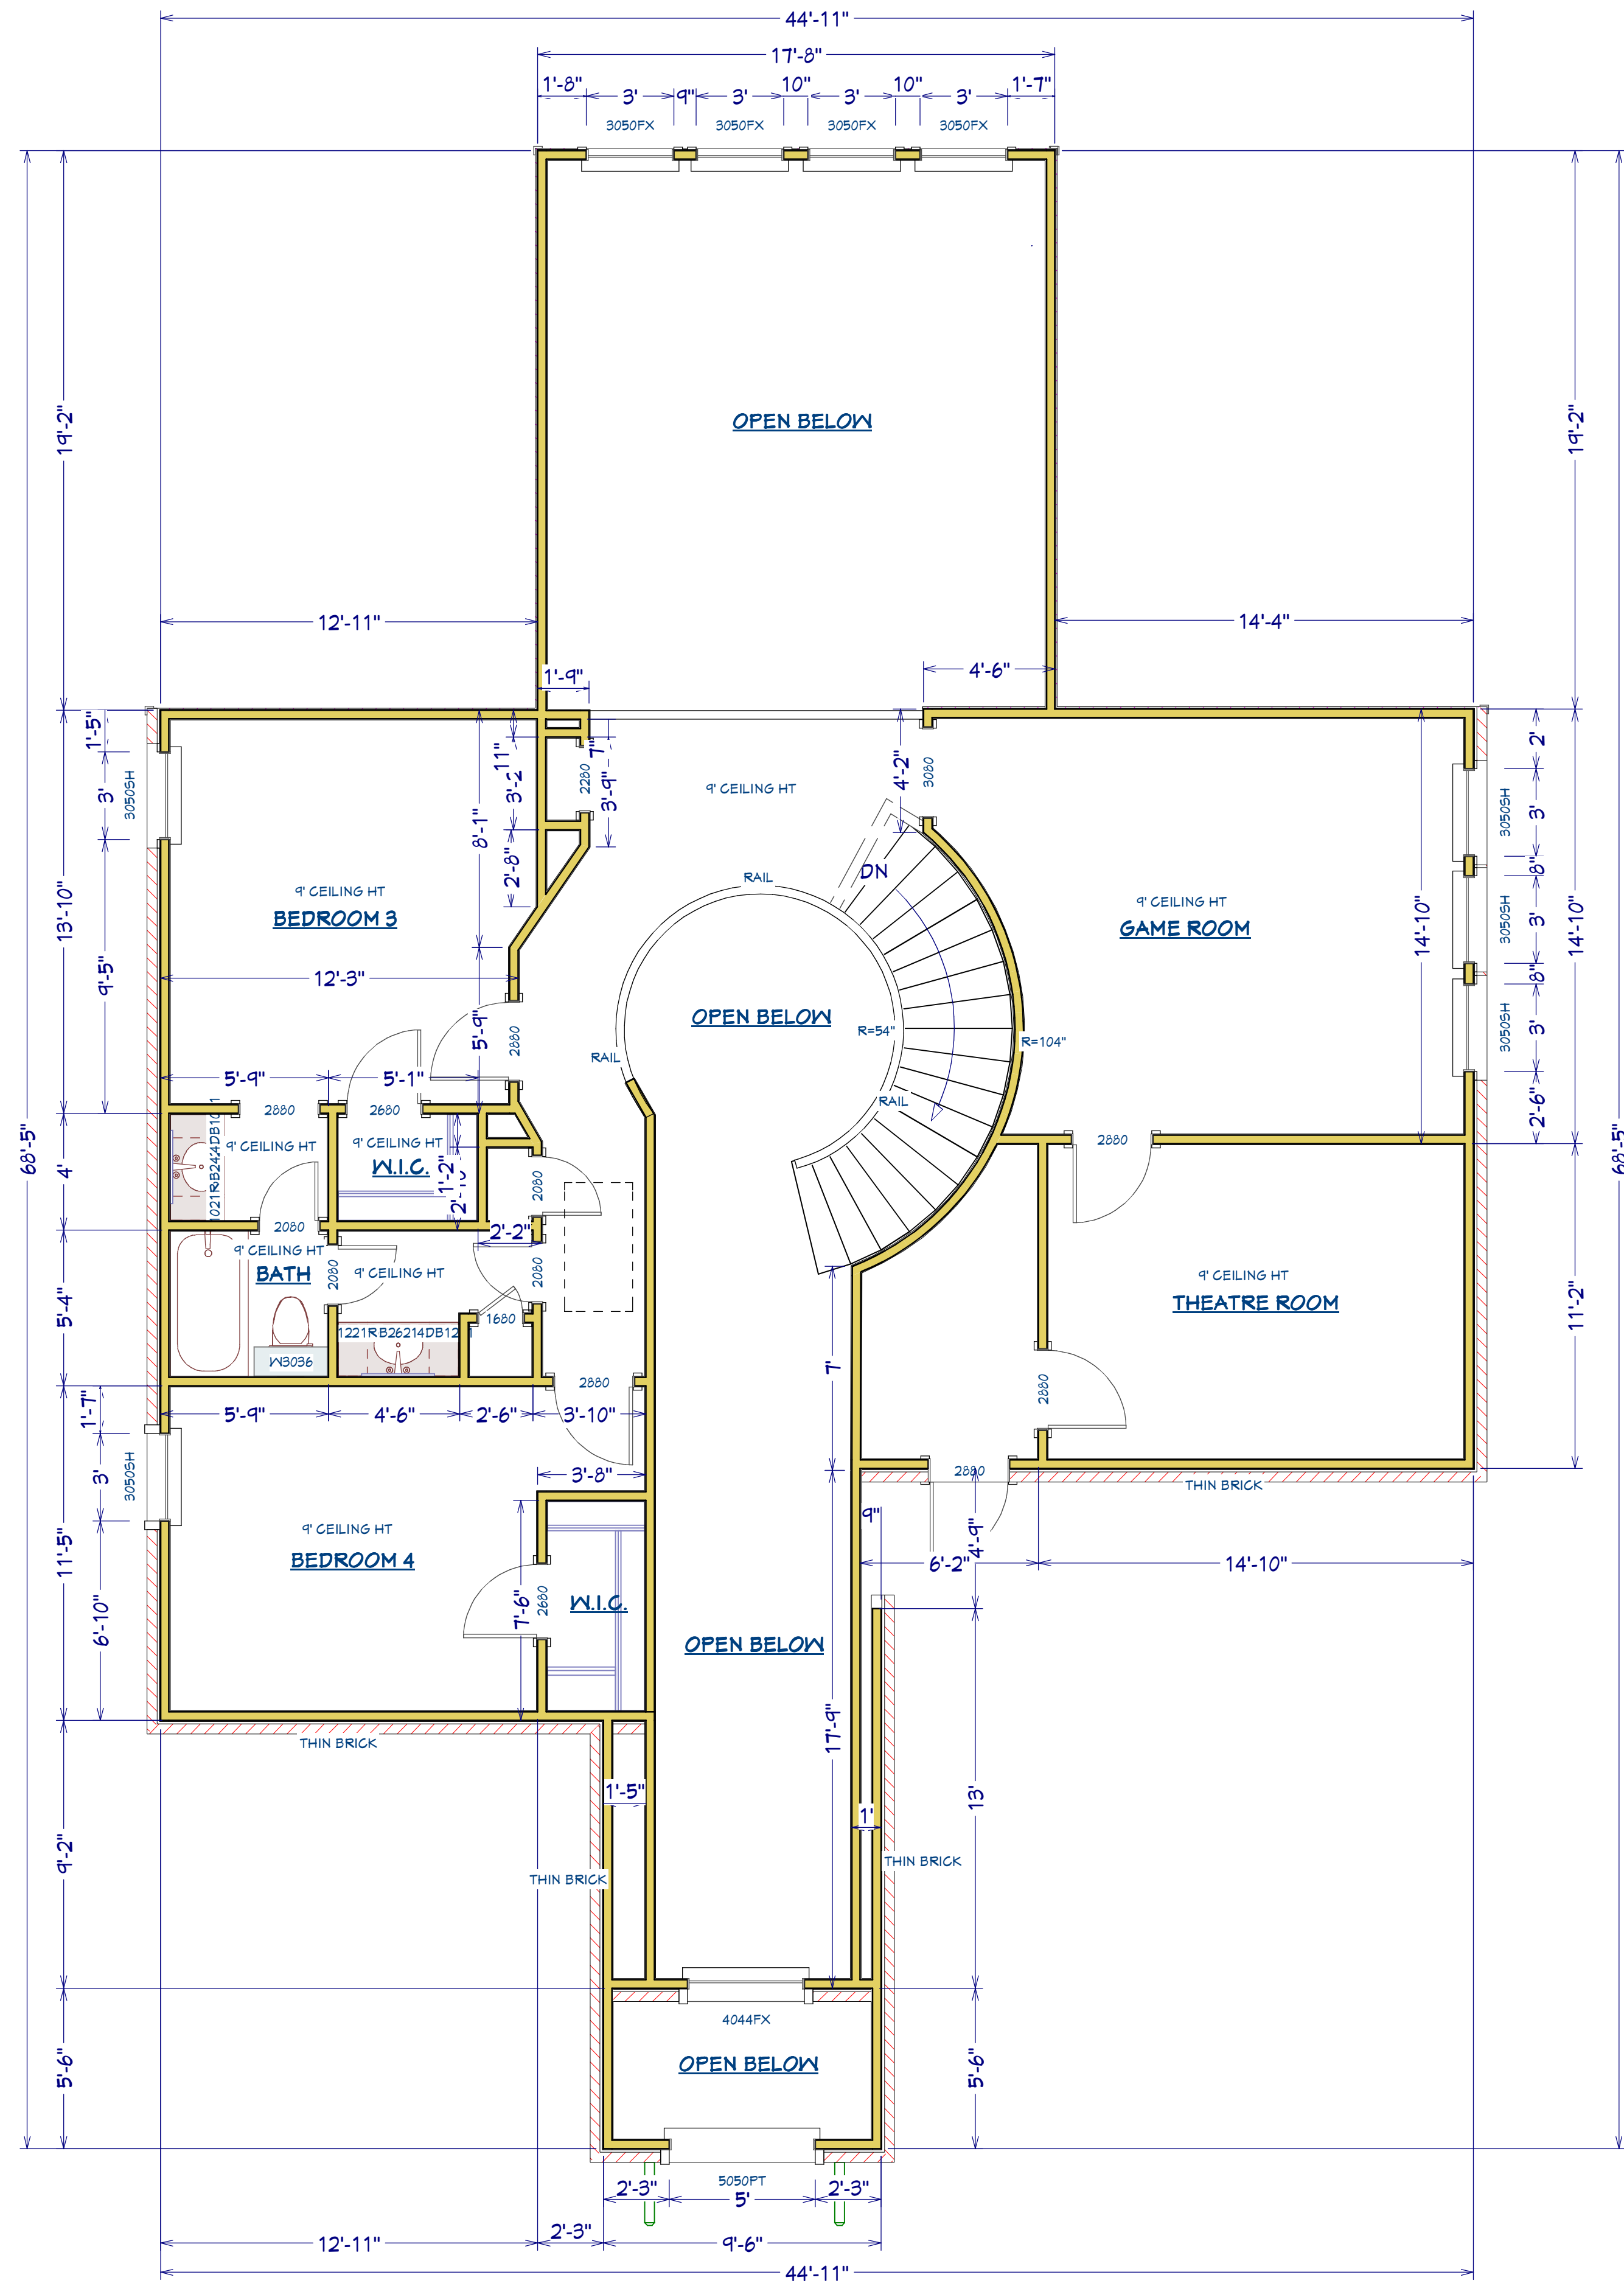 44'-11"
17'-8"
1'-8" 3' 9" 3' 10" 3' 10" 3' 1'-7"
3050FX 3050FX 3050FX 3050FX
OPEN BELOW
19'-2"
19'-2"
12'-11"
14'-4"
1'-9"
4'-6"
1'-5"
3'
3050SH
9'-5"
13'-10"
8'-1"
11"
3'-2"
2'-8"
7"
3'-9"
2280
9' CEILING HT
4'-2"
3080
DN
RAIL
9' CEILING HT
BEDROOM 3
12'-3"
5'-9"
2880
OPEN BELOW
R=54"
R=104"
RAIL
RAIL
9' CEILING HT
GAME ROOM
14'-10"
2'
3'
8"
3'
8"
3'
2'-6"
3050SH
3050SH
3050SH
14'-10"
68'-5"
68'-5"
5'-9" 5'-1"
2880 2680 2880
9' CEILING HT
9' CEILING HT
W.I.C.
1'-2"
2080
4'
2080
2'-2"
9' CEILING HT
BATH
2080
9' CEILING HT
2080
1680
1221RB26214DB12
W3036
5'-4"
2880
5'-9" 4'-6" 2'-6" 3'-10"
9' CEILING HT
THEATRE ROOM
11'-2"
7'
2880
2880
THIN BRICK
1'-7"
3'
3050SH
6'-10"
11'-5"
3'-8"
9' CEILING HT
BEDROOM 4
7'-6"
2680
W.I.C.
9"
4'-9"
6'-2" 14'-10"
OPEN BELOW
17'-9"
THIN BRICK
1'-5"
1'
13'
9'-2"
THIN BRICK
THIN BRICK
4044FX
OPEN BELOW
5'-6"
5'-6"
5050PT
2'-3" 5' 2'-3"
12'-11" 2'-3" 9'-6"
44'-11"